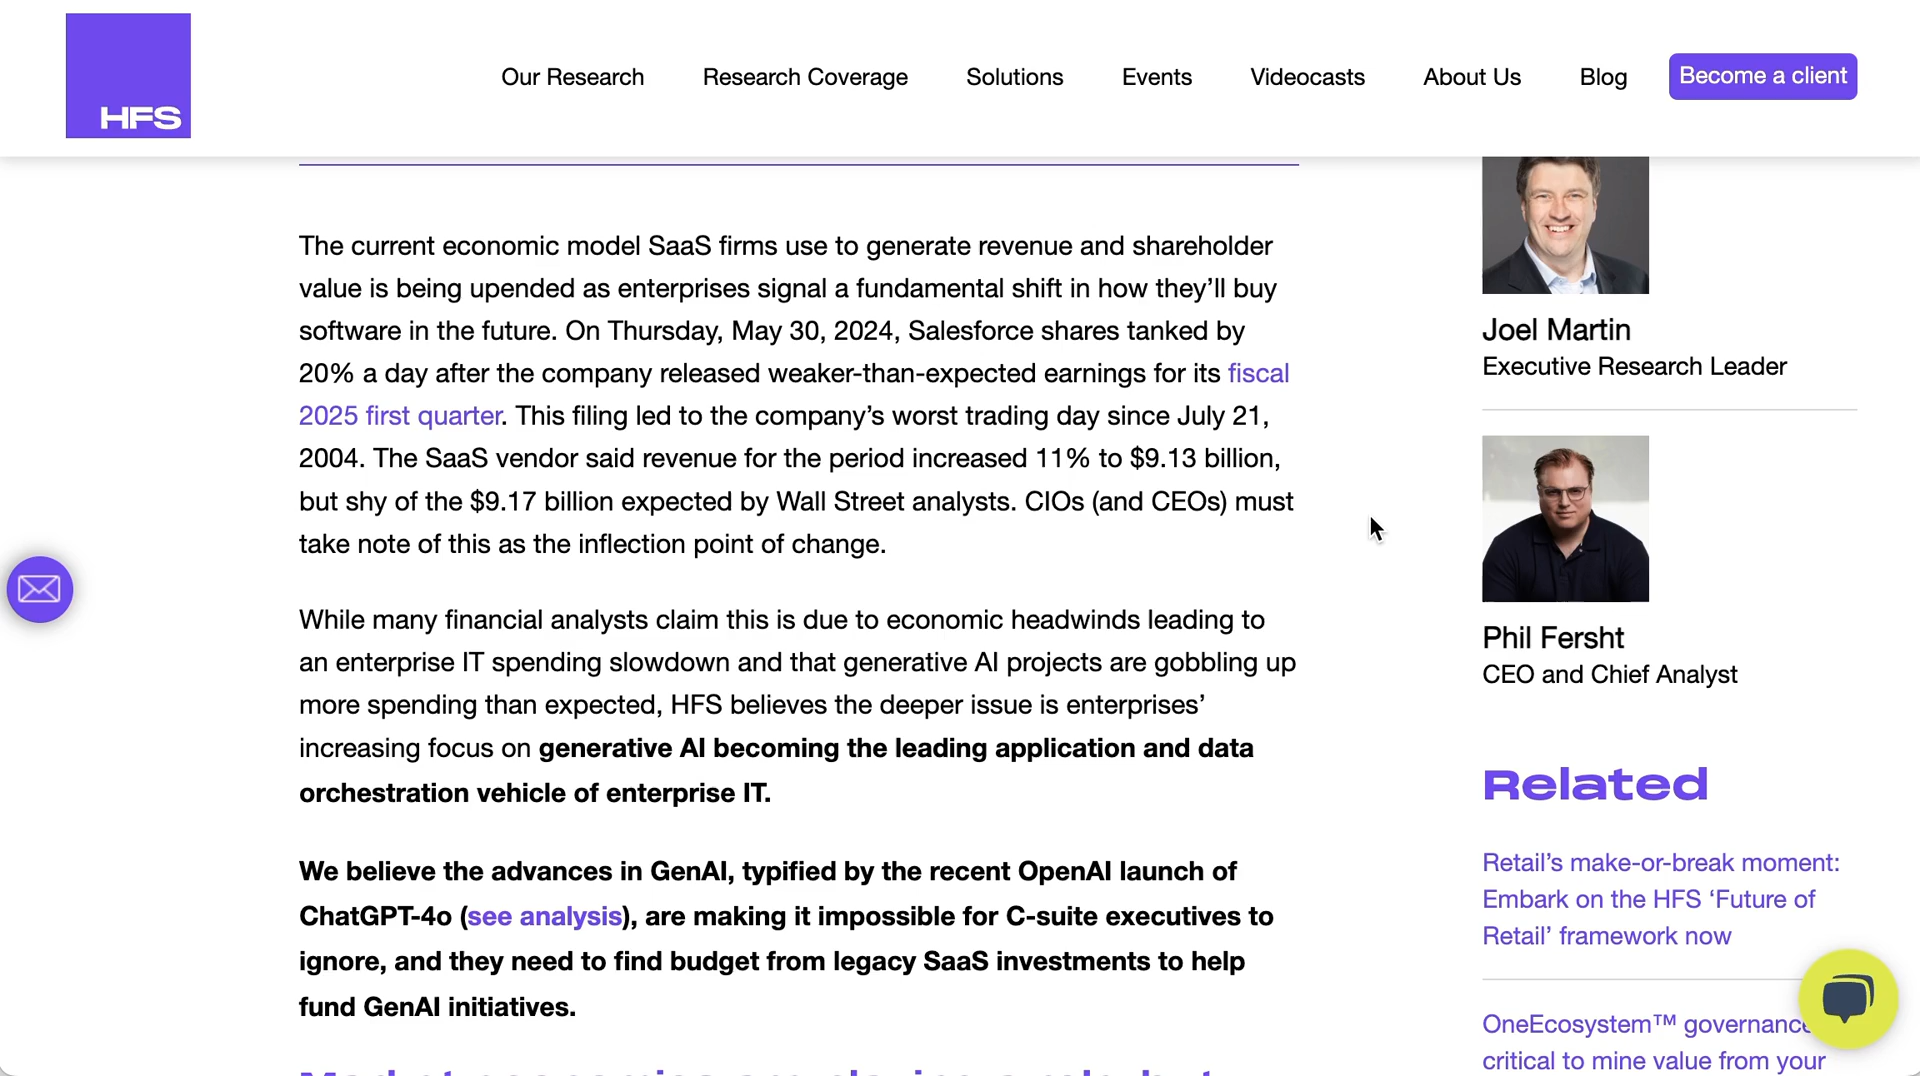 HFS
Our Research
Research Coverage
Solutions
Events
Videocasts
About Us
Blog
Become a client
The current economic model SaaS firms use to generate revenue and shareholder
value is being upended as enterprises signal a fundamental shift in how they’ll buy
software in the future. On Thursday, May 30, 2024, Salesforce shares tanked by
20% a day after the company released weaker-than-expected earnings for its fiscal
2025 first quarter. This filing led to the company’s worst trading day since July 21,
2004. The SaaS vendor said revenue for the period increased 11% to $9.13 billion,
but shy of the $9.17 billion expected by Wall Street analysts. CIOs (and CEOs) must
take note of this as the inflection point of change.
While many financial analysts claim this is due to economic headwinds leading to
an enterprise IT spending slowdown and that generative AI projects are gobbling up
more spending than expected, HFS believes the deeper issue is enterprises’
increasing focus on generative AI becoming the leading application and data
orchestration vehicle of enterprise IT.
We believe the advances in GenAI, typified by the recent OpenAI launch of
ChatGPT-4o (see analysis), are making it impossible for C-suite executives to
ignore, and they need to find budget from legacy SaaS investments to help
fund GenAI initiatives.
Joel Martin
Executive Research Leader
Phil Fersht
CEO and Chief Analyst
Related
Retail’s make-or-break moment:
Embark on the HFS ‘Future of
Retail’ framework now
OneEcosystem™ governance
critical to mine value from your